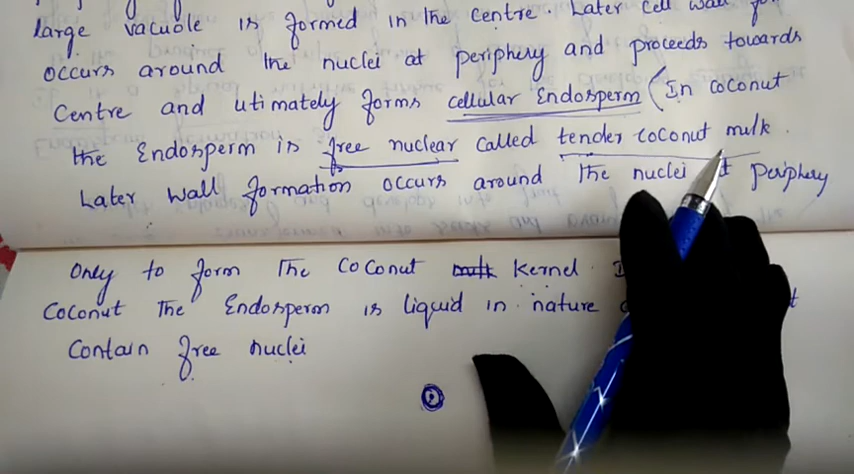 large vacuole is formed in the centre. Later cell wall
occurs around the nuclei at periphery and proceeds towards
Centre and utimately forms cellular Endosperm (In coconut
the Endosperm is free nuclear called tender coconut milk.
Later wall formation occurs around the nuclei periphery
Only to form The Coconut milk Kernel.
Coconut The Endosperm is liquid in nature
Contain free nuclei